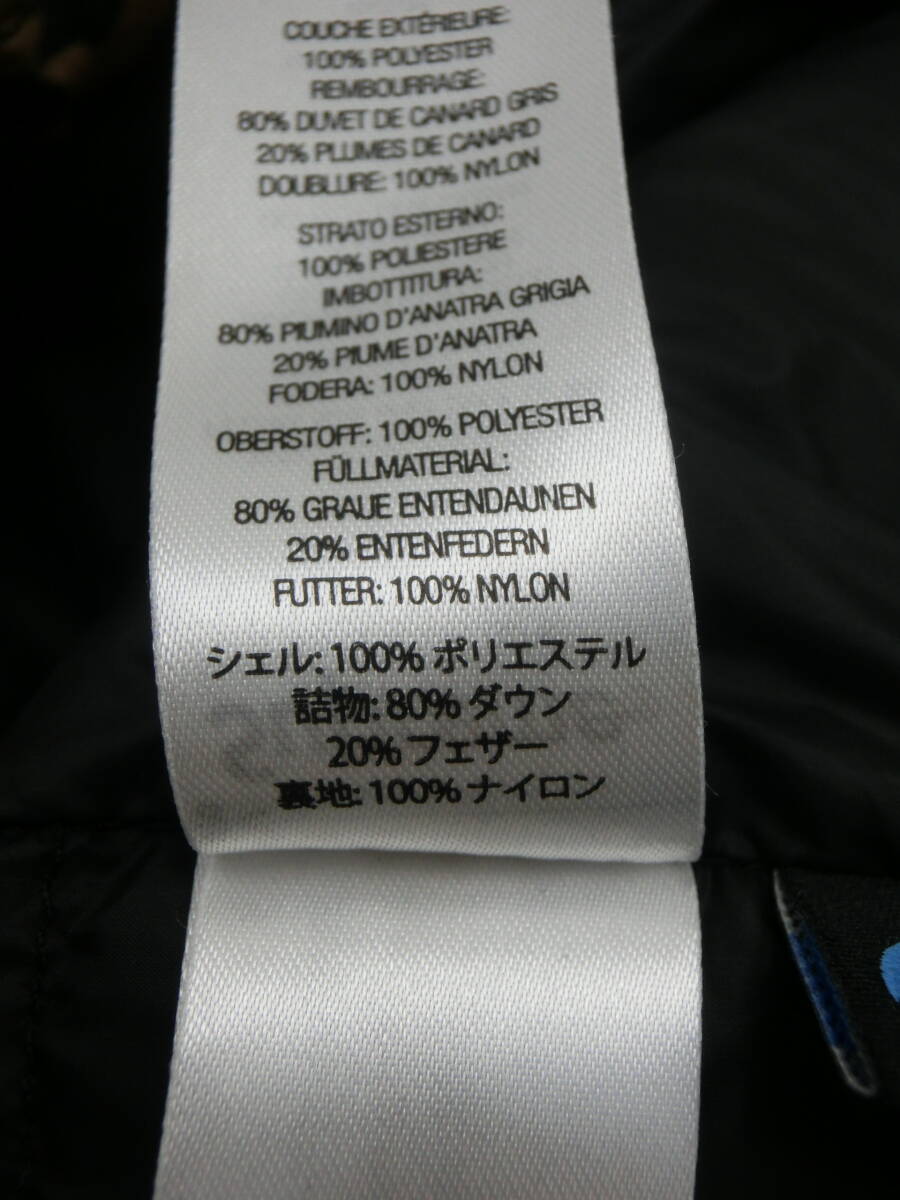 COUCHE EXTÉRIEURE:
100% POLYESTER
REMBOURRAGE:
80% DUVET DE CANARD GRIS
20% PLUMES DE CANARD
DOUBLURE: 100% NYLON
STRATO ESTERNO:
100% POLIESTERE
IMBOTTITURA:
80% PIUMINO D'ANATRA GRIGIA
20% PIUME D'ANATRA
FODERA: 100% NYLON
OBERSTOFF: 100% POLYESTER
FÜLLMATERIAL:
80% GRAUE ENTENDAUNEN
20% ENTENFEDERN
FUTTER: 100% NYLON
シェル: 100% ポリエステル
詰物: 80% ダウン
20% フェザー
裏地: 100% ナイロン